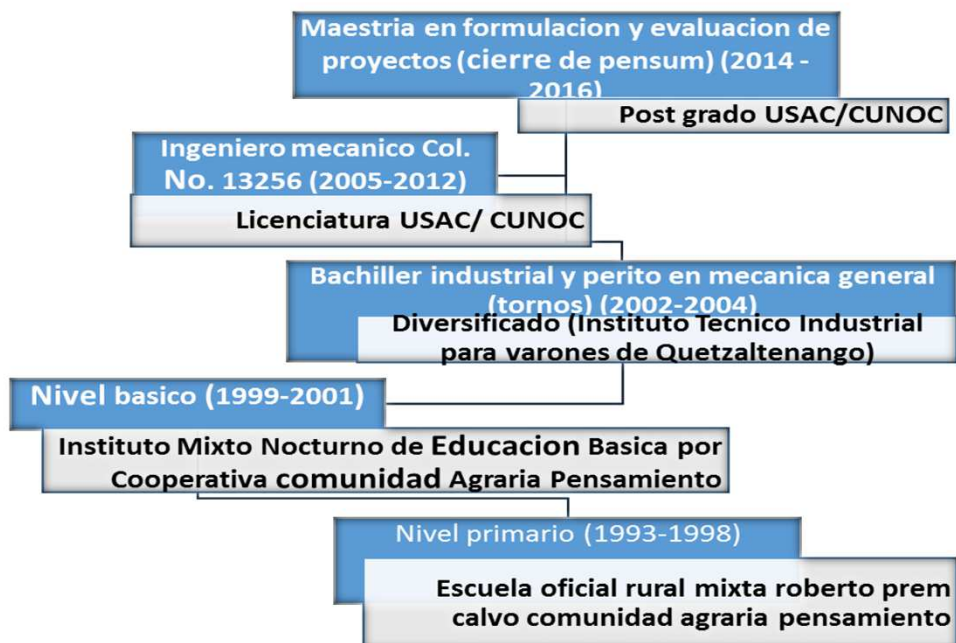 Maestria en formulacion y evaluacion de
proyectos (cierre de pensum) (2014 -
2016)
Post grado USAC/CUNOC
Ingeniero mecanico Col.
No. 13256 (2005-2012)
Licenciatura USAC/ CUNOC
Bachiller industrial y perito en mecanica general
(tornos) (2002-2004)
Diversificado (Instituto Tecnico Industrial
para varones de Quetzaltenango)
Nivel basico (1999-2001)
Instituto Mixto Nocturno de Educacion Basica por
Cooperativa comunidad Agraria Pensamiento
Nivel primario (1993-1998)
Escuela oficial rural mixta roberto prem
calvo comunidad agraria pensamiento